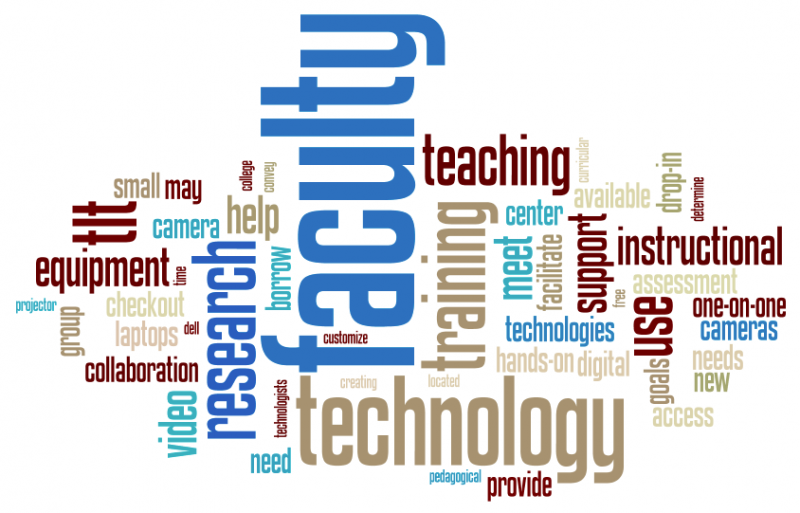 faculty
teaching
curricular
college
convey
drop-in
small
may
available
determine
tlt
help
center
camera
training
support
instructional
meet
facilitate
research
equipment
time
borrow
assessment
free
projector
checkout
use
one-on-one
group
laptops
dell
customize
technologies
cameras
collaboration
hands-on
digital
goals
needs
new
technologists
creating
located
technology
video
access
need
pedagogical
provide